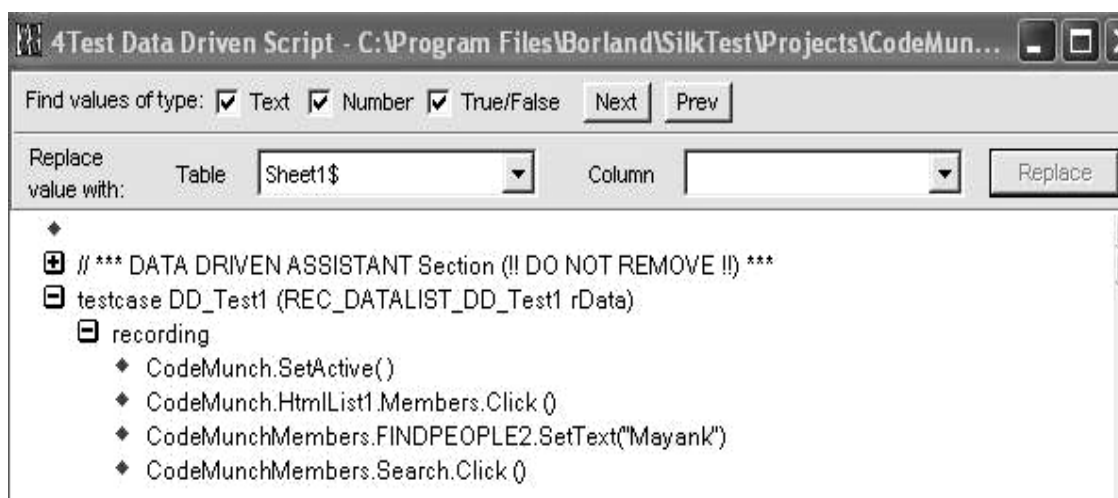 4Test Data Driven Script - C:\Program Files\Borland\SilkTest\Projects\CodeMun...
Find values of type: Text Number True/False Next Prev
Replace value with: Table Sheet1$ Column Replace
// *** DATA DRIVEN ASSISTANT Section (!! DO NOT REMOVE !!) ***
testcase DD_Test1 (REC_DATALIST_DD_Test1 rData)
recording
CodeMunch.SetActive()
CodeMunch.HtmlList1.Members.Click ()
CodeMunchMembers.FINDPEOPLE2.SetText("Mayank")
CodeMunchMembers.Search.Click ()